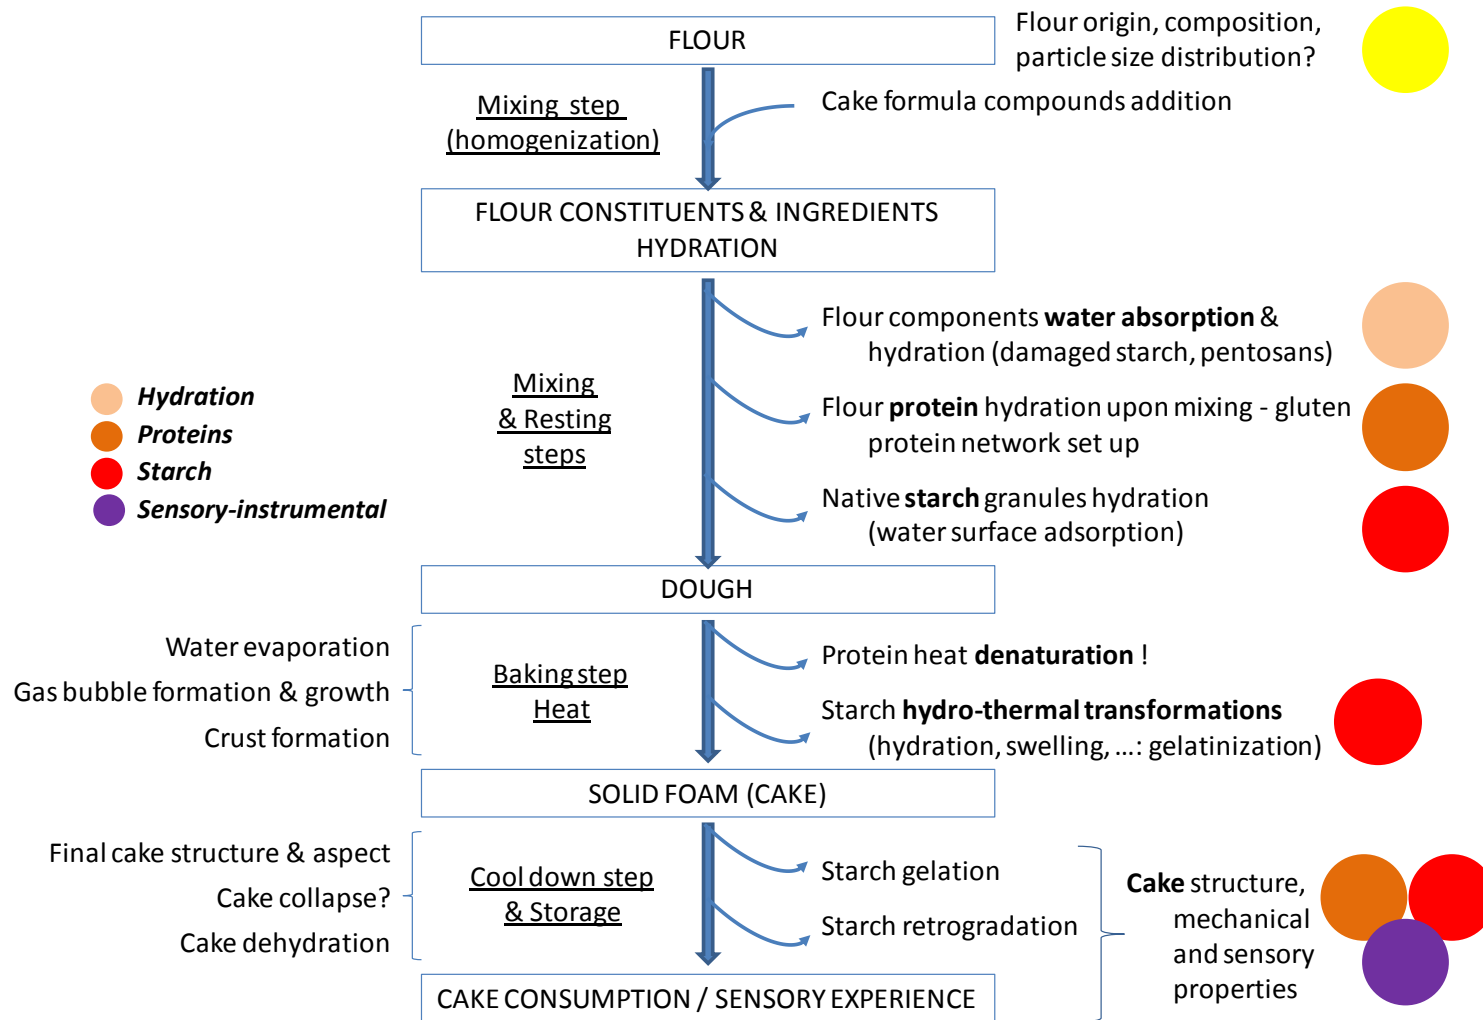 FLOUR
Flour origin, composition,
particle size distribution?
Mixing step
(homogenization)
Cake formula compounds addition
FLOUR CONSTITUENTS & INGREDIENTS
HYDRATION
Flour components water absorption &
hydration (damaged starch, pentosans)
Mixing
& Resting
steps
Flour protein hydration upon mixing - gluten
protein network set up
Native starch granules hydration
(water surface adsorption)
Hydration
Proteins
Starch
Sensory-instrumental
DOUGH
Water evaporation
Gas bubble formation & growth
Crust formation
Baking step
Heat
Protein heat denaturation !
Starch hydro-thermal transformations
(hydration, swelling, ...: gelatinization)
SOLID FOAM (CAKE)
Final cake structure & aspect
Cake collapse?
Cake dehydration
Cool down step
& Storage
Starch gelation
Starch retrogradation
Cake structure,
mechanical
and sensory
properties
CAKE CONSUMPTION / SENSORY EXPERIENCE